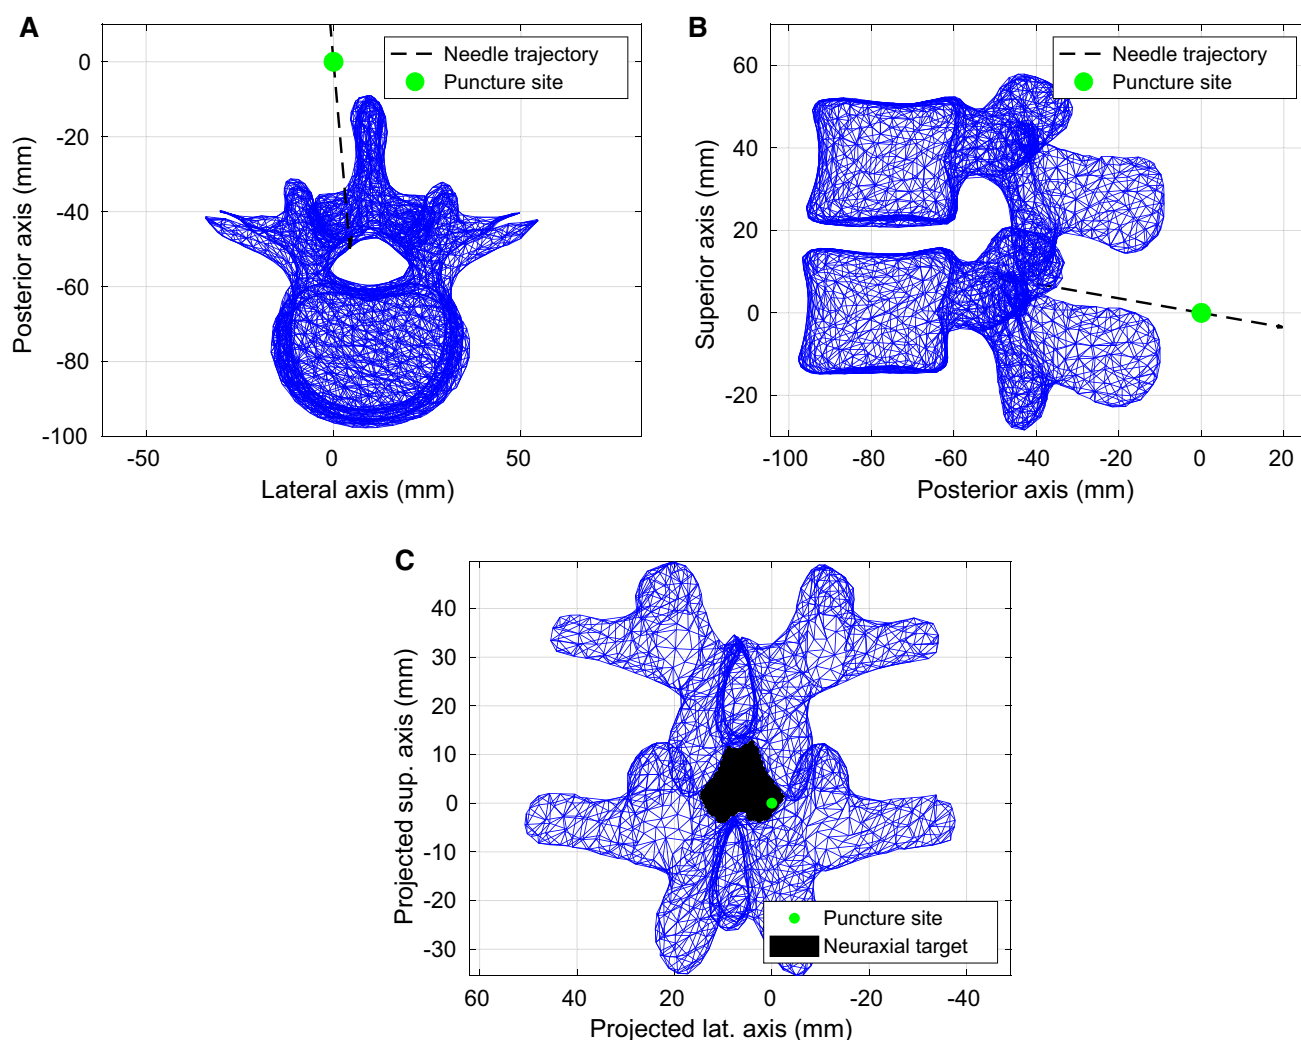 A
Needle trajectory
Puncture site
0
-20
-40
-60
-80
-100
-50
0
50
Posterior axis (mm)
Lateral axis (mm)
B
Needle trajectory
Puncture site
60
40
20
0
-20
-100
-80
-60
-40
-20
0
20
Superior axis (mm)
Posterior axis (mm)
C
40
30
20
10
0
-10
-20
-30
60
40
20
0
-20
-40
Projected sup. axis (mm)
Puncture site
Neuraxial target
Projected lat. axis (mm)